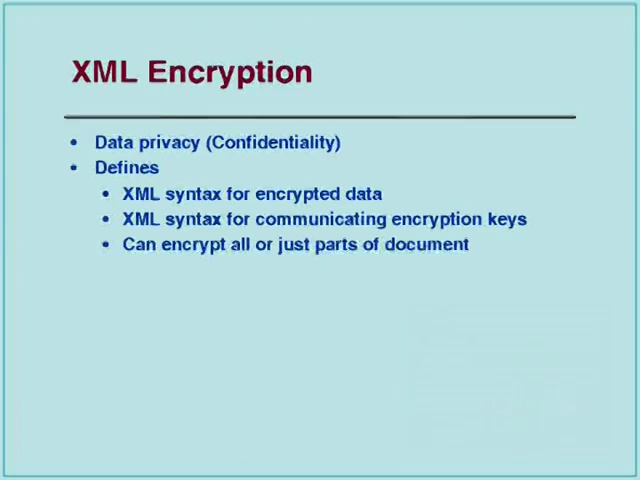 XML Encryption
• Data privacy (Confidentiality)
• Defines
• XML syntax for encrypted data
• XML syntax for communicating encryption keys
• Can encrypt all or just parts of document